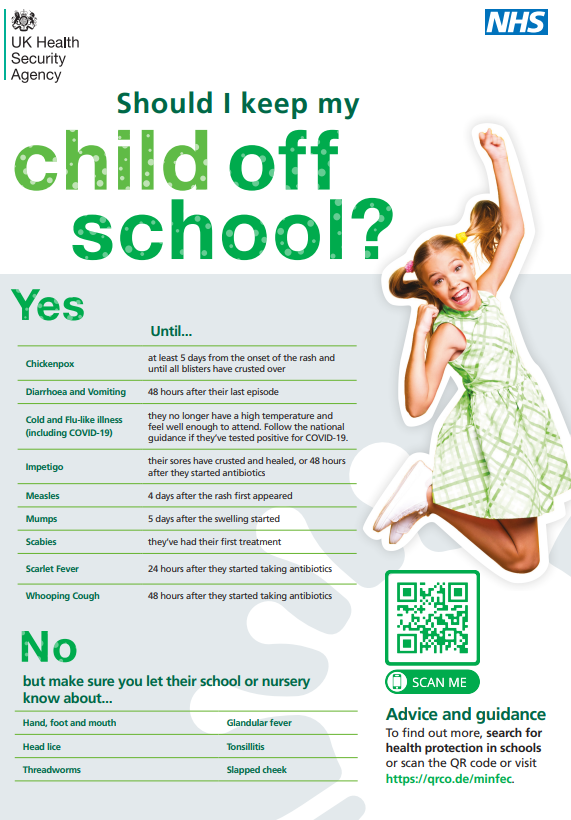 UK Health
Security
Agency
NHS
Should I keep my
child off
school?
Yes
Until...
Chickenpox
at least 5 days from the onset of the rash and
until all blisters have crusted over
Diarrhoea and Vomiting
48 hours after their last episode
Cold and Flu-like illness
(including COVID-19)
they no longer have a high temperature and
feel well enough to attend. Follow the national
guidance if they've tested positive for COVID-19.
Impetigo
their sores have crusted and healed, or 48 hours
after they started antibiotics
Measles
4 days after the rash first appeared
Mumps
5 days after the swelling started
Scabies
they've had their first treatment
Scarlet Fever
24 hours after they started taking antibiotics
Whooping Cough
48 hours after they started taking antibiotics
No
but make sure you let their school or nursery
know about...
Hand, foot and mouth
Glandular fever
Head lice
Tonsillitis
Threadworms
Slapped cheek
SCAN ME
Advice and guidance
To find out more, search for
health protection in schools
or scan the QR code or visit
https://qrco.de/minfec.